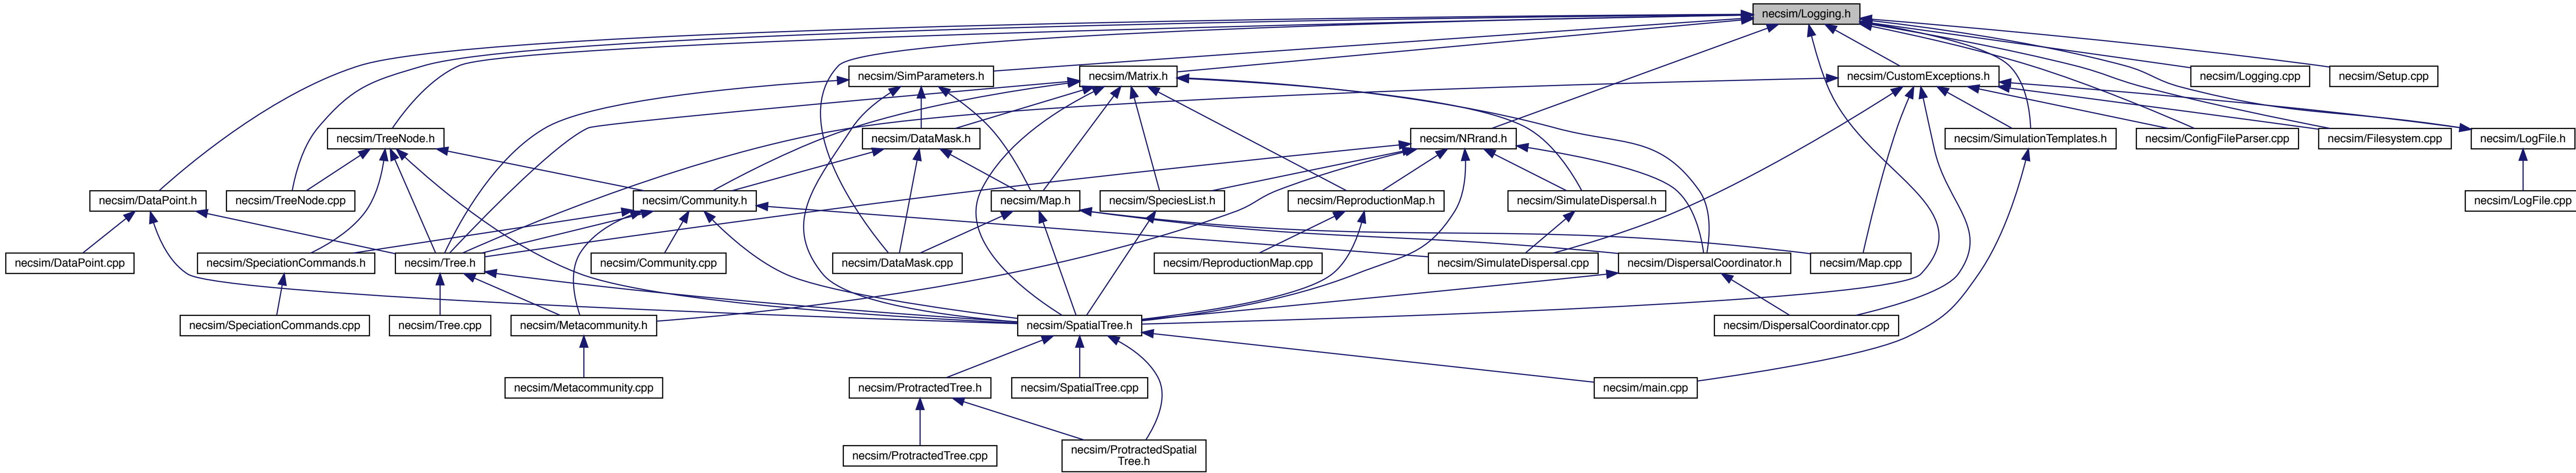 necsim/Logging.h
necsim/SimParameters.h
necsim/Matrix.h
necsim/CustomExceptions.h
necsim/Logging.cpp
necsim/Setup.cpp
necsim/TreeNode.h
necsim/DataMask.h
necsim/NRrand.h
necsim/SimulationTemplates.h
necsim/ConfigFileParser.cpp
necsim/Filesystem.cpp
necsim/LogFile.h
necsim/DataPoint.h
necsim/TreeNode.cpp
necsim/Community.h
necsim/Map.h
necsim/SpeciesList.h
necsim/ReproductionMap.h
necsim/SimulateDispersal.h
necsim/LogFile.cpp
necsim/DataPoint.cpp
necsim/SpeciationCommands.h
necsim/Tree.h
necsim/Community.cpp
necsim/DataMask.cpp
necsim/ReproductionMap.cpp
necsim/SimulateDispersal.cpp
necsim/DispersalCoordinator.h
necsim/Map.cpp
necsim/SpeciationCommands.cpp
necsim/Tree.cpp
necsim/Metacommunity.h
necsim/SpatialTree.h
necsim/DispersalCoordinator.cpp
necsim/Metacommunity.cpp
necsim/ProtractedTree.h
necsim/SpatialTree.cpp
necsim/main.cpp
necsim/ProtractedTree.cpp
necsim/ProtractedSpatial
Tree.h